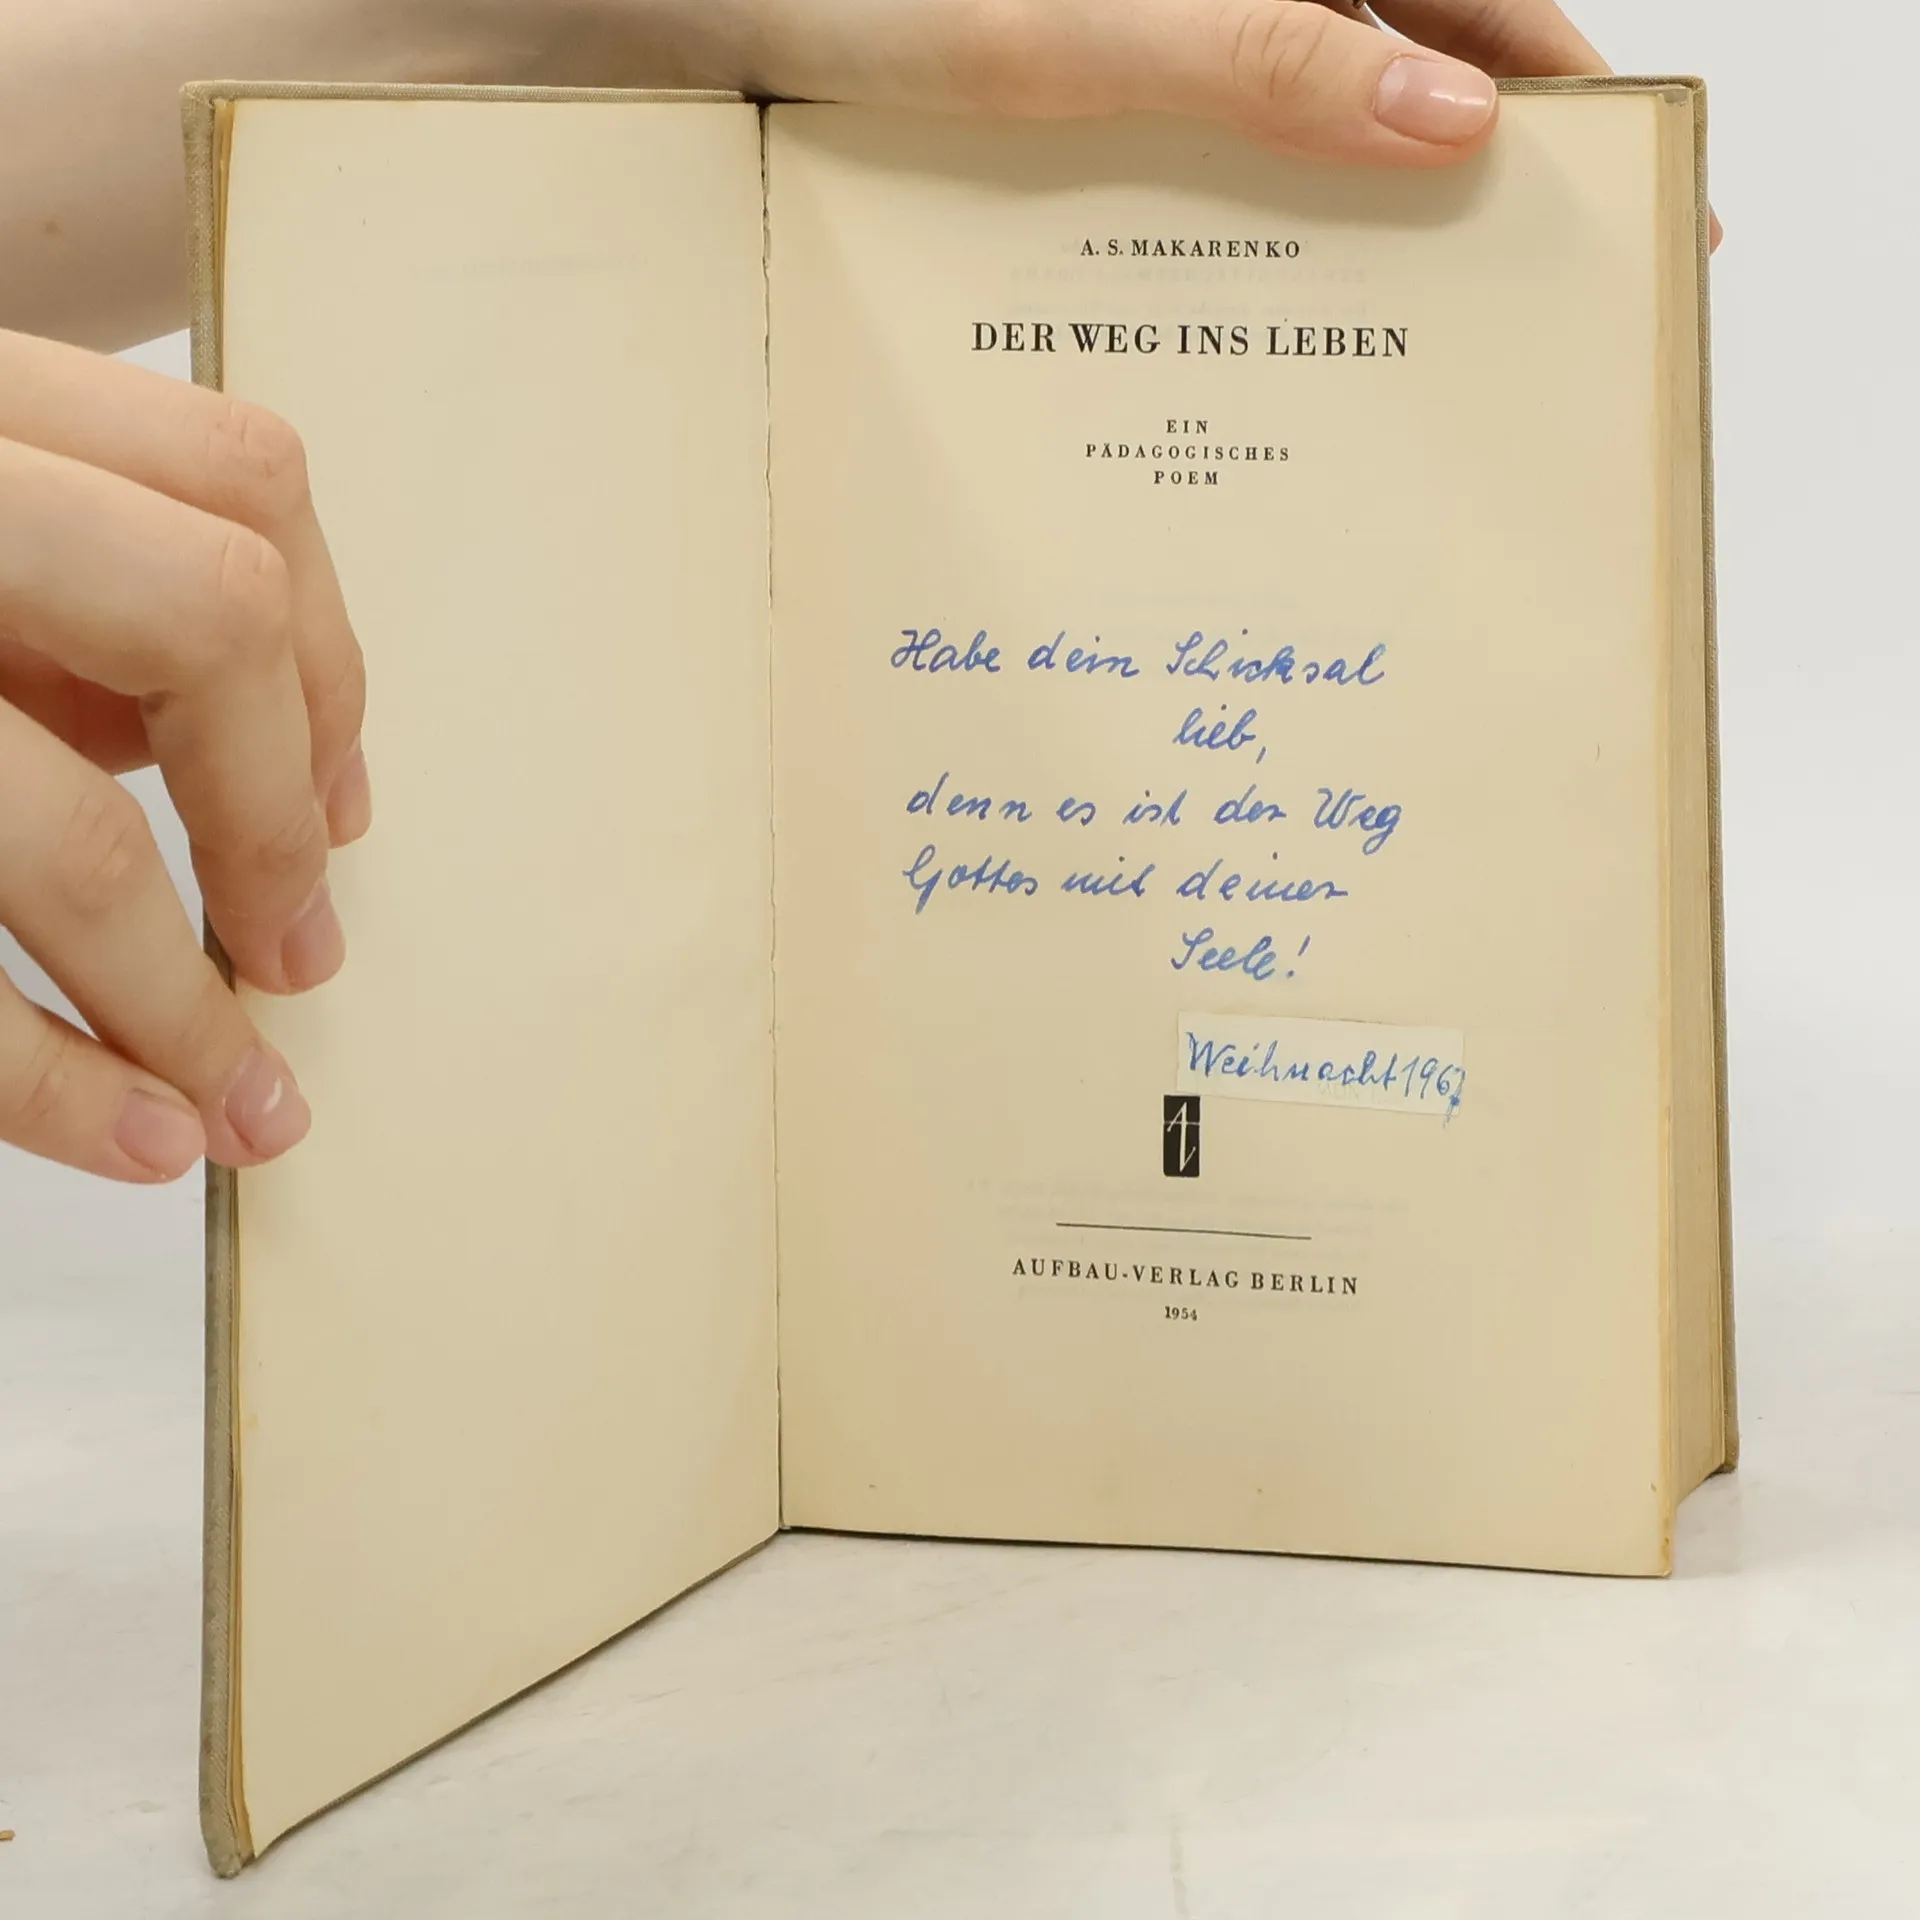 A. S. MAKARENKO
DER WEG INS LEBEN
EIN
PÄDAGOGISCHES
POEM
Habe dein Schicksal
lieb,
denn es ist der Weg
Gottes mit deiner
Seele!
Weihnacht 1967
AUFBAU-VERLAG BERLIN
1954